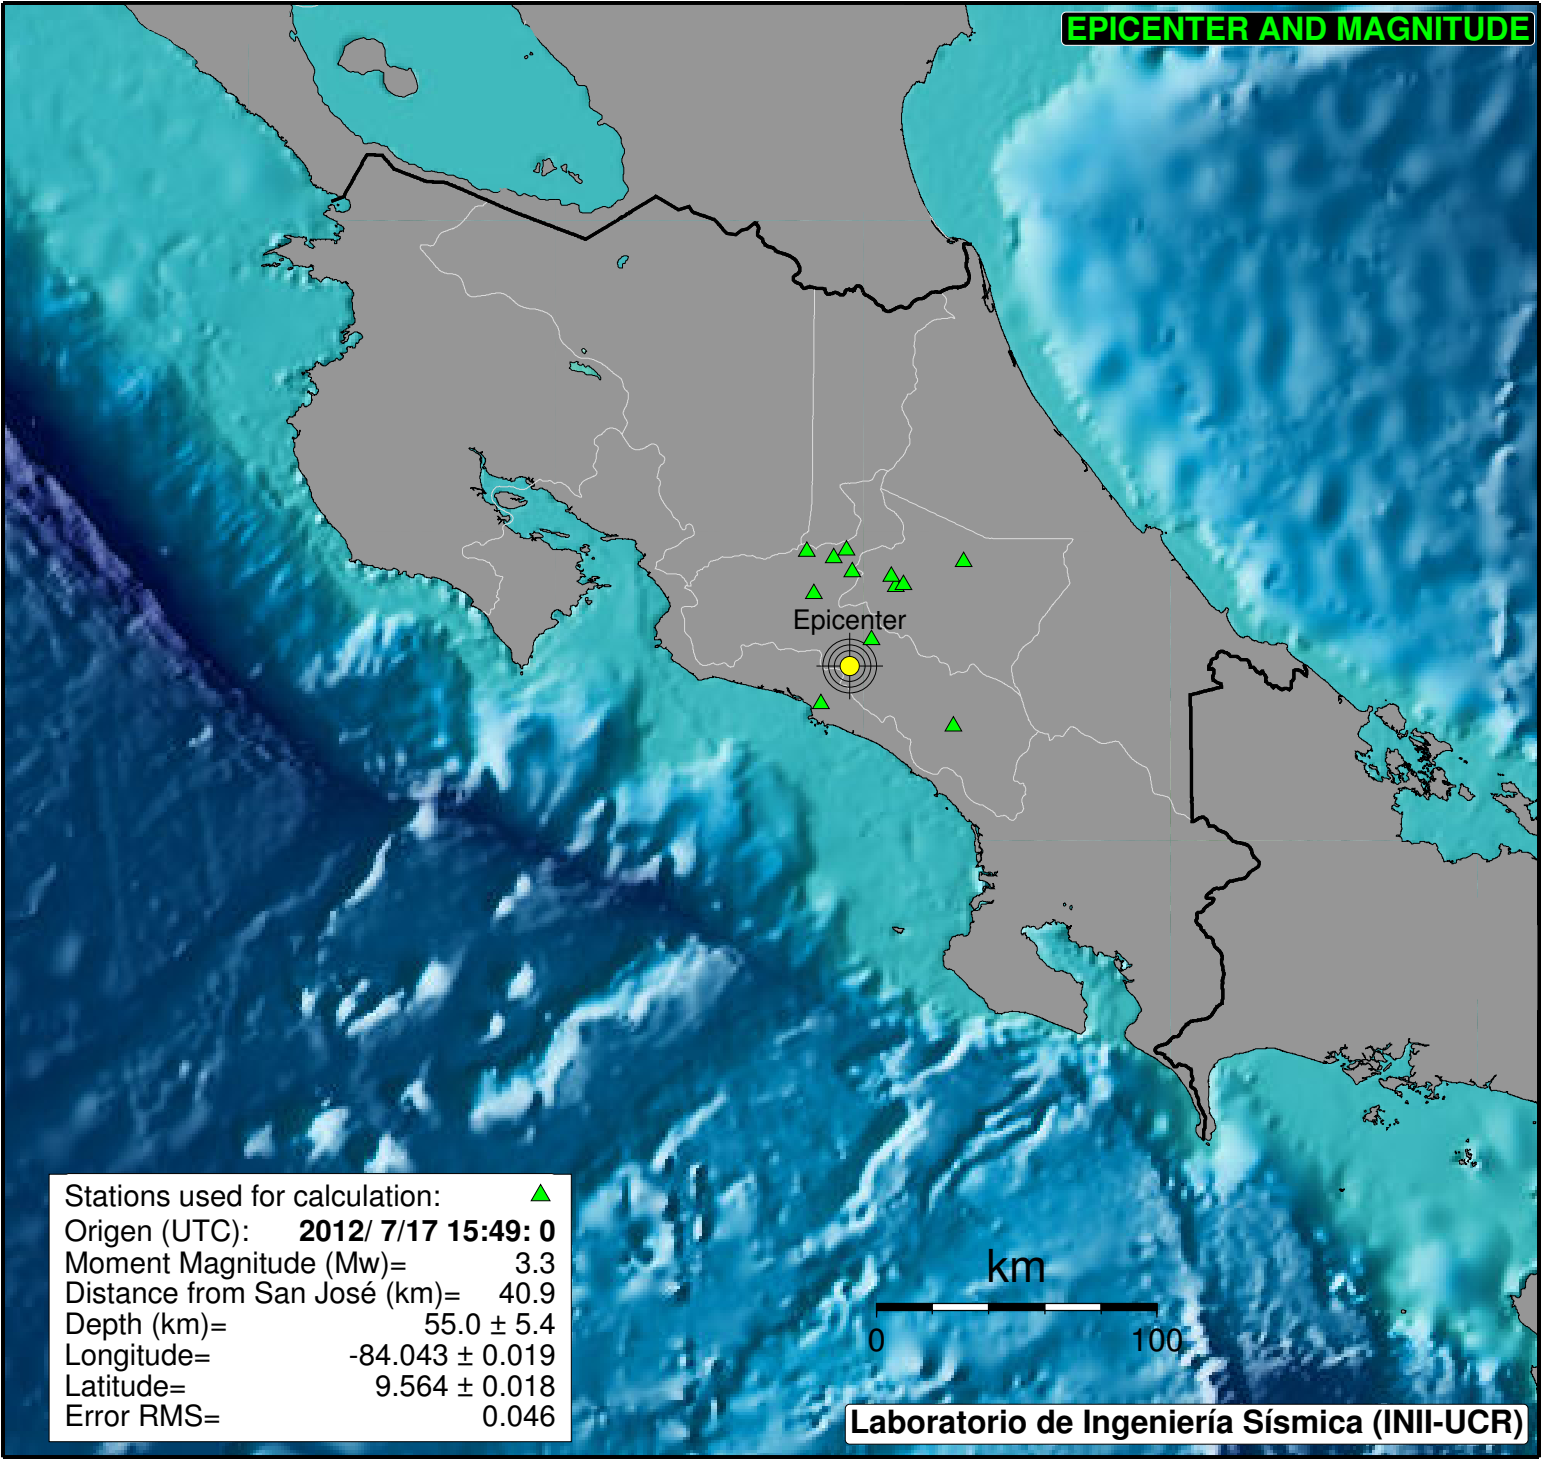 EPICENTER AND MAGNITUDE
Epicenter
Stations used for calculation:
Origen (UTC): 2012/ 7/17 15:49: 0
Moment Magnitude (Mw)= 3.3
Distance from San José (km)= 40.9
Depth (km)= 55.0 ± 5.4
Longitude= -84.043 ± 0.019
Latitude= 9.564 ± 0.018
Error RMS= 0.046
km
0 100
Laboratorio de Ingeniería Sísmica (INII-UCR)